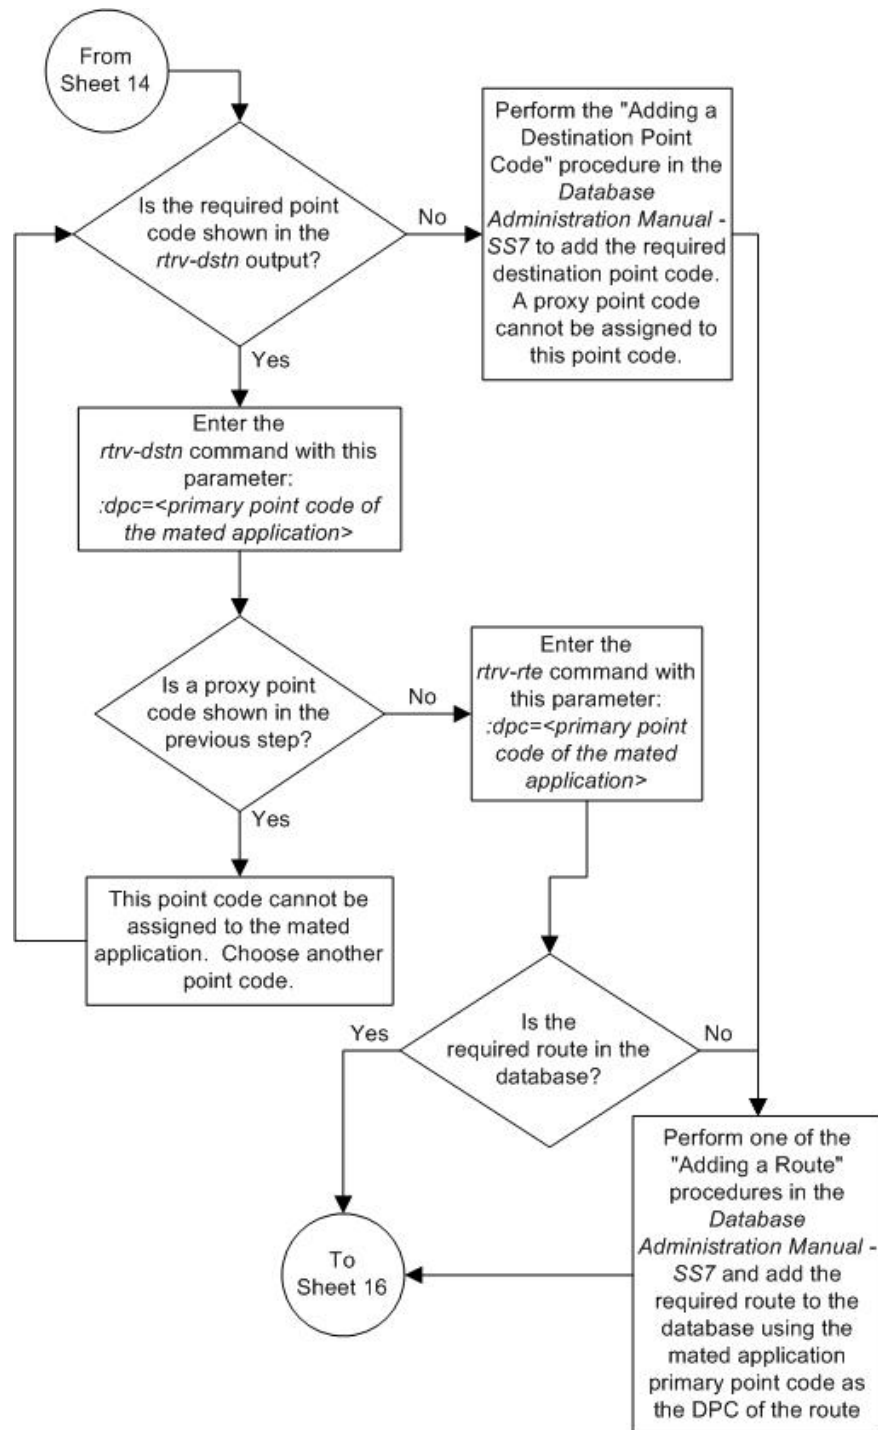 From
Sheet 14
Is the required point
code shown in the
rtrv-dstn output?
No
Perform the "Adding a
Destination Point
Code" procedure in the
Database
Administration Manual -
SS7 to add the required
destination point code.
A proxy point code
cannot be assigned to
this point code.
Yes
Enter the
rtrv-dstn command with this
parameter:
:dpc=<primary point code of
the mated application>
Is a proxy point
code shown in the
previous step?
No
Enter the
rtrv-rte command with
this parameter:
:dpc=<primary point
code of the mated
application>
Yes
This point code cannot be
assigned to the mated
application.  Choose another
point code.
Is the
required route in the
database?
Yes
No
Perform one of the
"Adding a Route"
procedures in the
Database
Administration Manual -
SS7 and add the
required route to the
database using the
mated application
primary point code as
the DPC of the route
To
Sheet 16